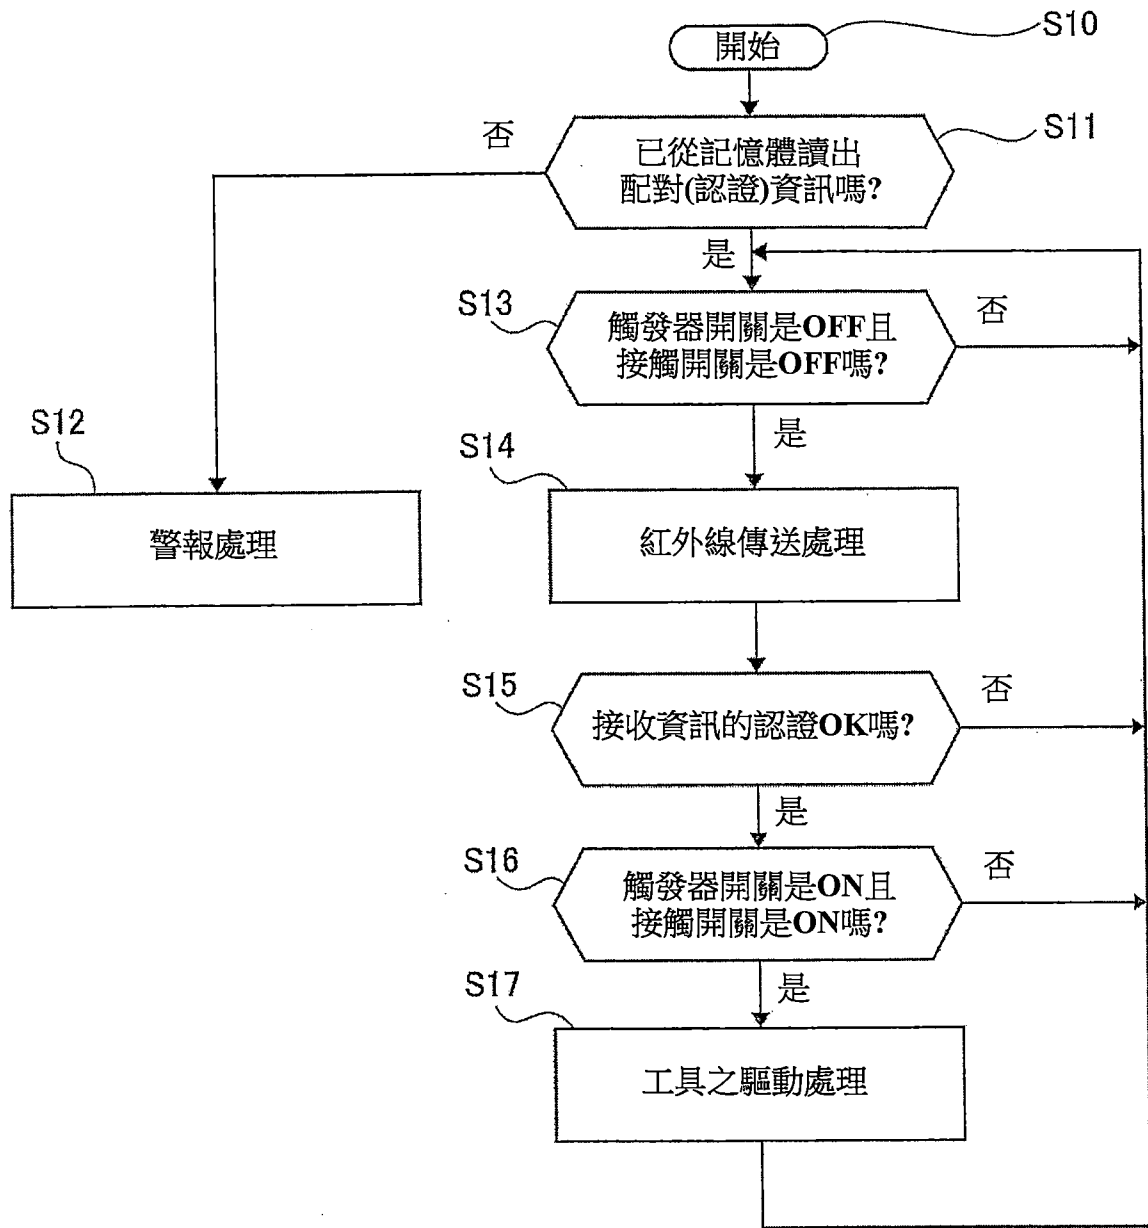 S10
開始
S11
否
已從記憶體讀出
配對(認證)資訊嗎?
是
S13
觸發器開關是OFF且
接觸開關是OFF嗎?
否
是
S12
警報處理
S14
紅外線傳送處理
S15
接收資訊的認證OK嗎?
否
是
S16
觸發器開關是ON且
接觸開關是ON嗎?
否
是
S17
工具之驅動處理